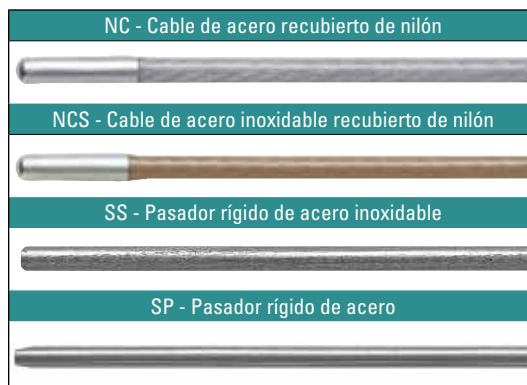 NC - Cable de acero recubierto de nilón
NCS - Cable de acero inoxidable recubierto de nilón
SS - Pasador rígido de acero inoxidable
SP - Pasador rígido de acero